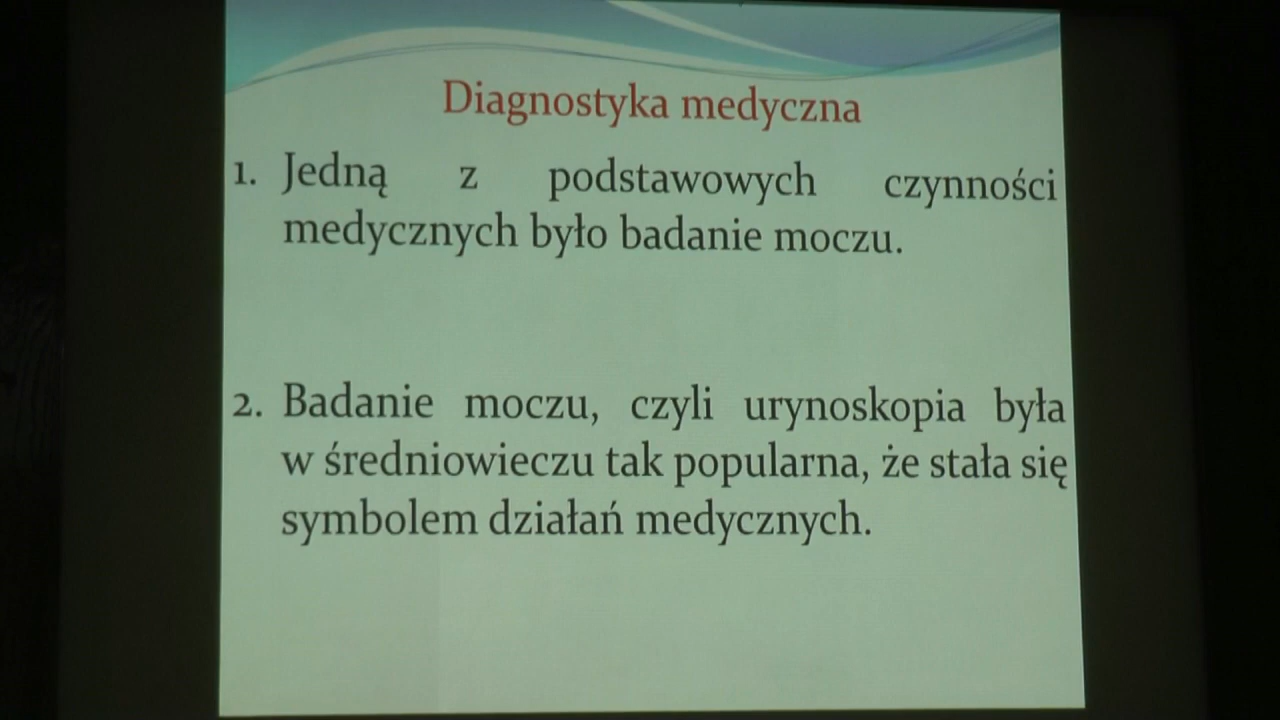 Diagnostyka medyczna
1. Jedną z podstawowych czynności
medycznych było badanie moczu.
2. Badanie moczu, czyli urynoskopia była
w średniowieczu tak popularna, że stała się
symbolem działań medycznych.